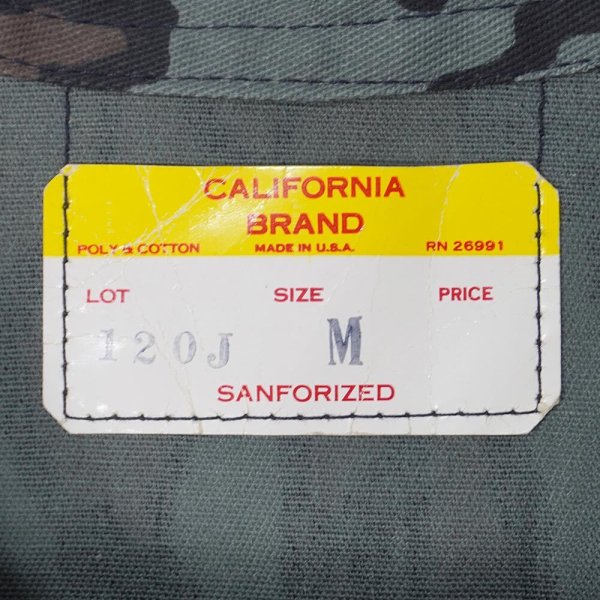 CALIFORNIA
BRAND
POLY & COTTON MADE IN U.S.A. RN 26991
LOT SIZE PRICE
120J M
SANFORIZED